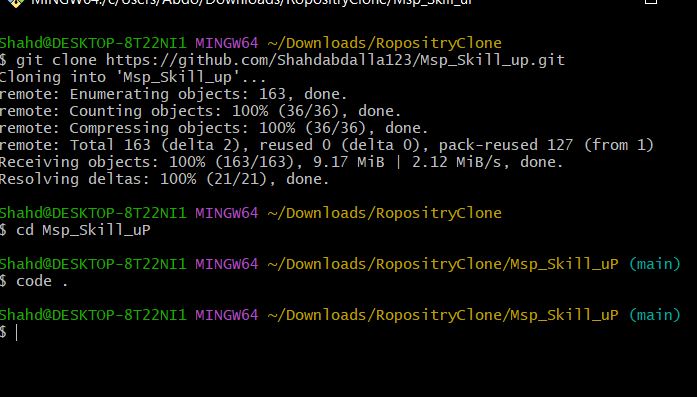 MINGW64:/c/Users/Abdo/Downloads/RopositryClone/Msp_Skill_uP
Shahd@DESKTOP-8T22NI1 MINGW64 ~/Downloads/RopositryClone
$ git clone https://github.com/Shahdabdalla123/Msp_Skill_up.git
Cloning into 'Msp_Skill_up'...
remote: Enumerating objects: 163, done.
remote: Counting objects: 100% (36/36), done.
remote: Compressing objects: 100% (36/36), done.
remote: Total 163 (delta 2), reused 0 (delta 0), pack-reused 127 (from 1)
Receiving objects: 100% (163/163), 9.17 MiB | 2.12 MiB/s, done.
Resolving deltas: 100% (21/21), done.
Shahd@DESKTOP-8T22NI1 MINGW64 ~/Downloads/RopositryClone
$ cd Msp_Skill_uP
Shahd@DESKTOP-8T22NI1 MINGW64 ~/Downloads/RopositryClone/Msp_Skill_uP (main)
$ code .
Shahd@DESKTOP-8T22NI1 MINGW64 ~/Downloads/RopositryClone/Msp_Skill_uP (main)
$